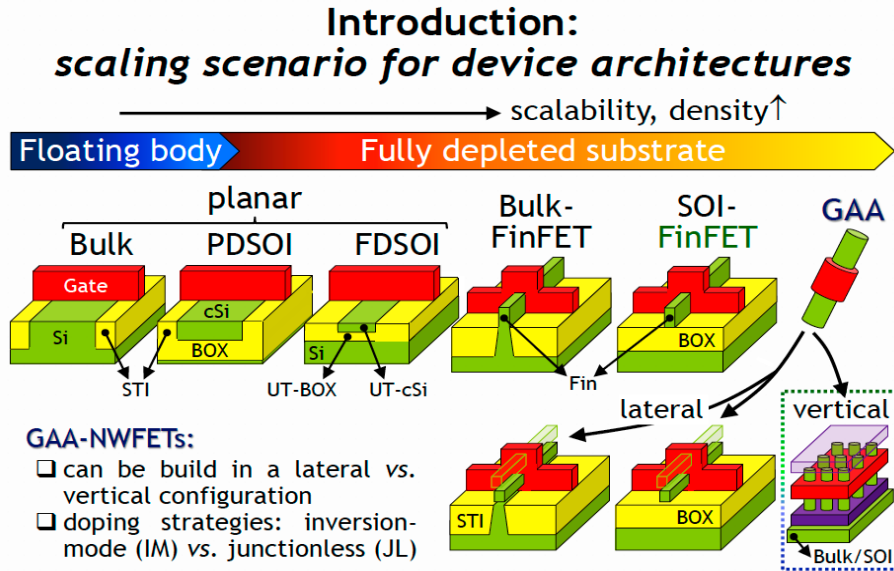 Introduction:
scaling scenario for device architectures
scalability, density↑
Floating body
Fully depleted substrate
planar
Bulk
PDSOI
FDSOI
Bulk-
FinFET
SOI-
FinFET
GAA
Gate
Si
cSi
BOX
Si
BOX
STI
UT-BOX
UT-cSi
Fin
lateral
vertical
STI
BOX
Bulk/SOI
GAA-NWFETs:
❑ can be build in a lateral vs.
vertical configuration
❑ doping strategies: inversion-
mode (IM) vs. junctionless (JL)